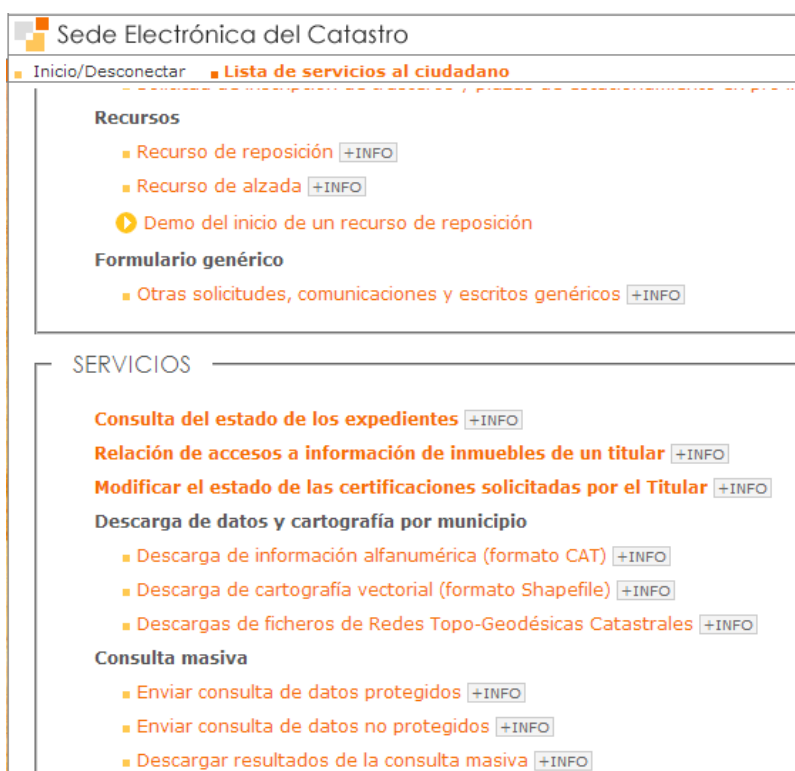 Sede Electrónica del Catastro
Inicio/Desconectar Lista de servicios al ciudadano
Recursos
Recurso de reposición +INFO
Recurso de alzada +INFO
Demo del inicio de un recurso de reposición
Formulario genérico
Otras solicitudes, comunicaciones y escritos genéricos +INFO
SERVICIOS
Consulta del estado de los expedientes +INFO
Relación de accesos a información de inmuebles de un titular +INFO
Modificar el estado de las certificaciones solicitadas por el Titular +INFO
Descarga de datos y cartografía por municipio
Descarga de información alfanumérica (formato CAT) +INFO
Descarga de cartografía vectorial (formato Shapefile) +INFO
Descargas de ficheros de Redes Topo-Geodésicas Catastrales +INFO
Consulta masiva
Enviar consulta de datos protegidos +INFO
Enviar consulta de datos no protegidos +INFO
Descargar resultados de la consulta masiva +INFO